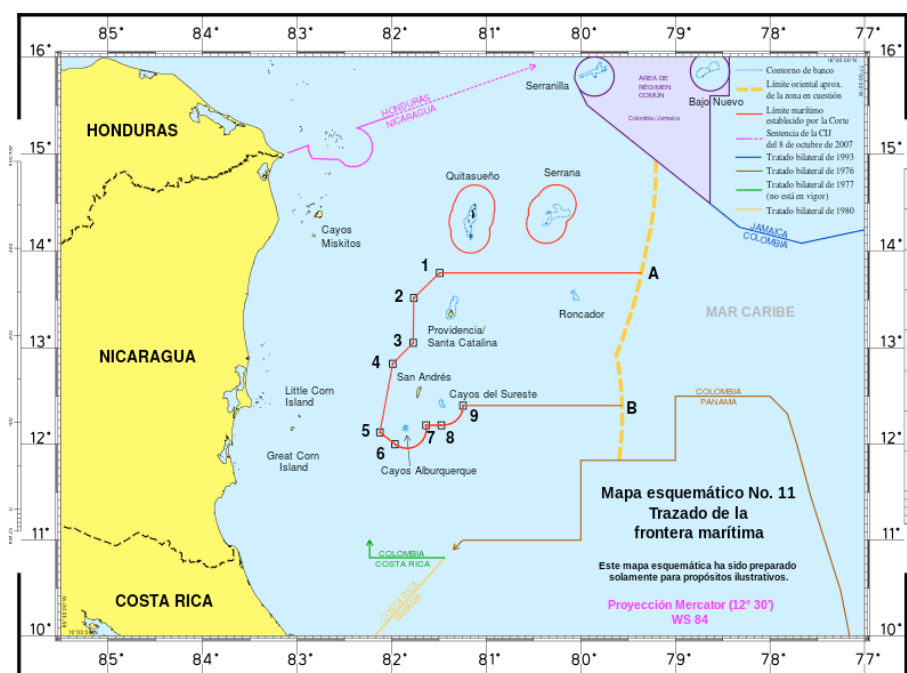 85° 84° 83° 82° 81° 80° 79° 78° 77°
16°
15°
14°
13°
12°
11°
10°
16°
15°
14°
13°
12°
11°
10°
HONDURAS
NICARAGUA
COSTA RICA
HONDURAS
NICARAGUA
Serranilla
ÁREA DE
RÉGIMEN
COMÚN
Colombia/Jamaica
Bajo Nuevo
Contorno de banco
Límite oriental aprox.
de la zona en cuestión
Límite marítimo
establecido por la Corte
Sentencia de la CIJ
del 8 de octubre de 2007
Tratado bilateral de 1993
Tratado bilateral de 1976
Tratado bilateral de 1977
(no está en vigor)
Tratado bilateral de 1980
Quitasueño
Serrana
Cayos
Miskitos
JAMAICA
COLOMBIA
1
A
2
Providencia/
Santa Catalina
Roncador
MAR CARIBE
3
4
San Andrés
Little Corn
Island
Cayos del Sureste
COLOMBIA
PANAMA
9
B
5
6
7
8
Great Corn
Island
Cayos Alburquerque
COLOMBIA
COSTA RICA
COSTA RICA
PANAMA
Mapa esquemático No. 11
Trazado de la
frontera marítima
Este mapa esquemática ha sido preparado
solamente para propósitos ilustrativos.
Proyección Mercator (12° 30')
WS 84
85° 84° 83° 82° 81° 80° 79° 78° 77°